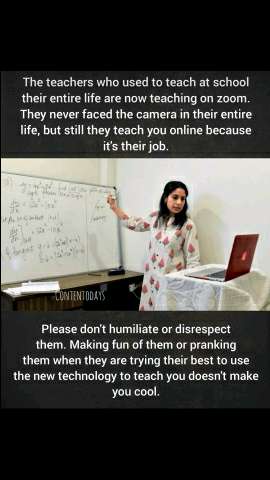 The teachers who used to teach at school
their entire life are now teaching on zoom.
They never faced the camera in their entire
life, but still they teach you online because
it's their job.
CONTENTODAYS
Please don't humiliate or disrespect
them. Making fun of them or pranking
them when they are trying their best to use
the new technology to teach you doesn't make
you cool.